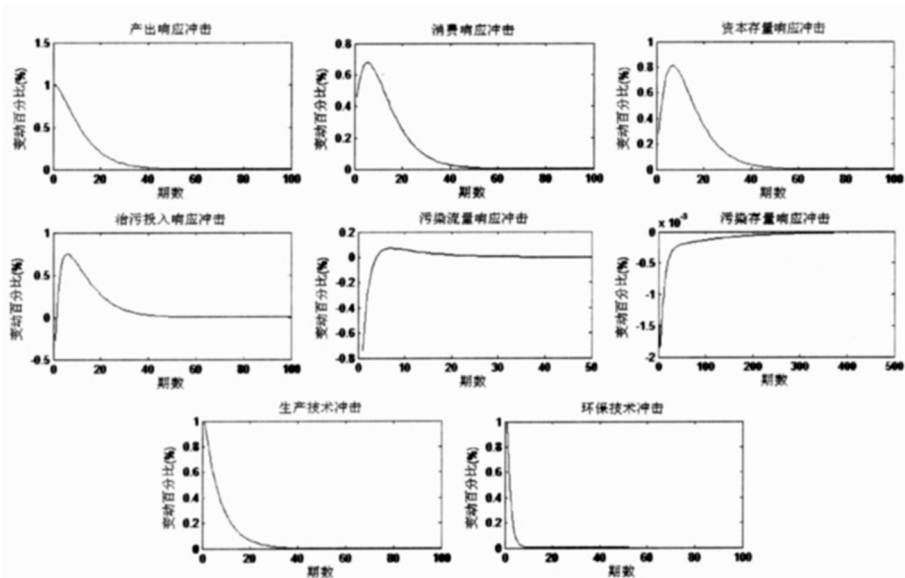 产出响应冲击
变动百分比(%)
1.5
1
0.5
0
0 20 40 60 80 100
期数
消费响应冲击
变动百分比(%)
0.8
0.6
0.4
0.2
0
0 20 40 60 80 100
期数
资本存量响应冲击
变动百分比(%)
1
0.8
0.6
0.4
0.2
0
0 20 40 60 80 100
期数
治污投入响应冲击
变动百分比(%)
1
0.5
0
-0.5
0 20 40 60 80 100
期数
污染流量响应冲击
变动百分比(%)
0.2
0
-0.2
-0.4
-0.6
-0.8
0 10 20 30 40 50
期数
污染存量响应冲击
x 10⁻³
变动百分比(%)
0
-0.5
-1
-1.5
-2
0 100 200 300 400 500
期数
生产技术冲击
变动百分比(%)
1
0.8
0.6
0.4
0.2
0
0 20 40 60 80 100
期数
环保技术冲击
变动百分比(%)
1
0.8
0.6
0.4
0.2
0
0 20 40 60 80 100
期数